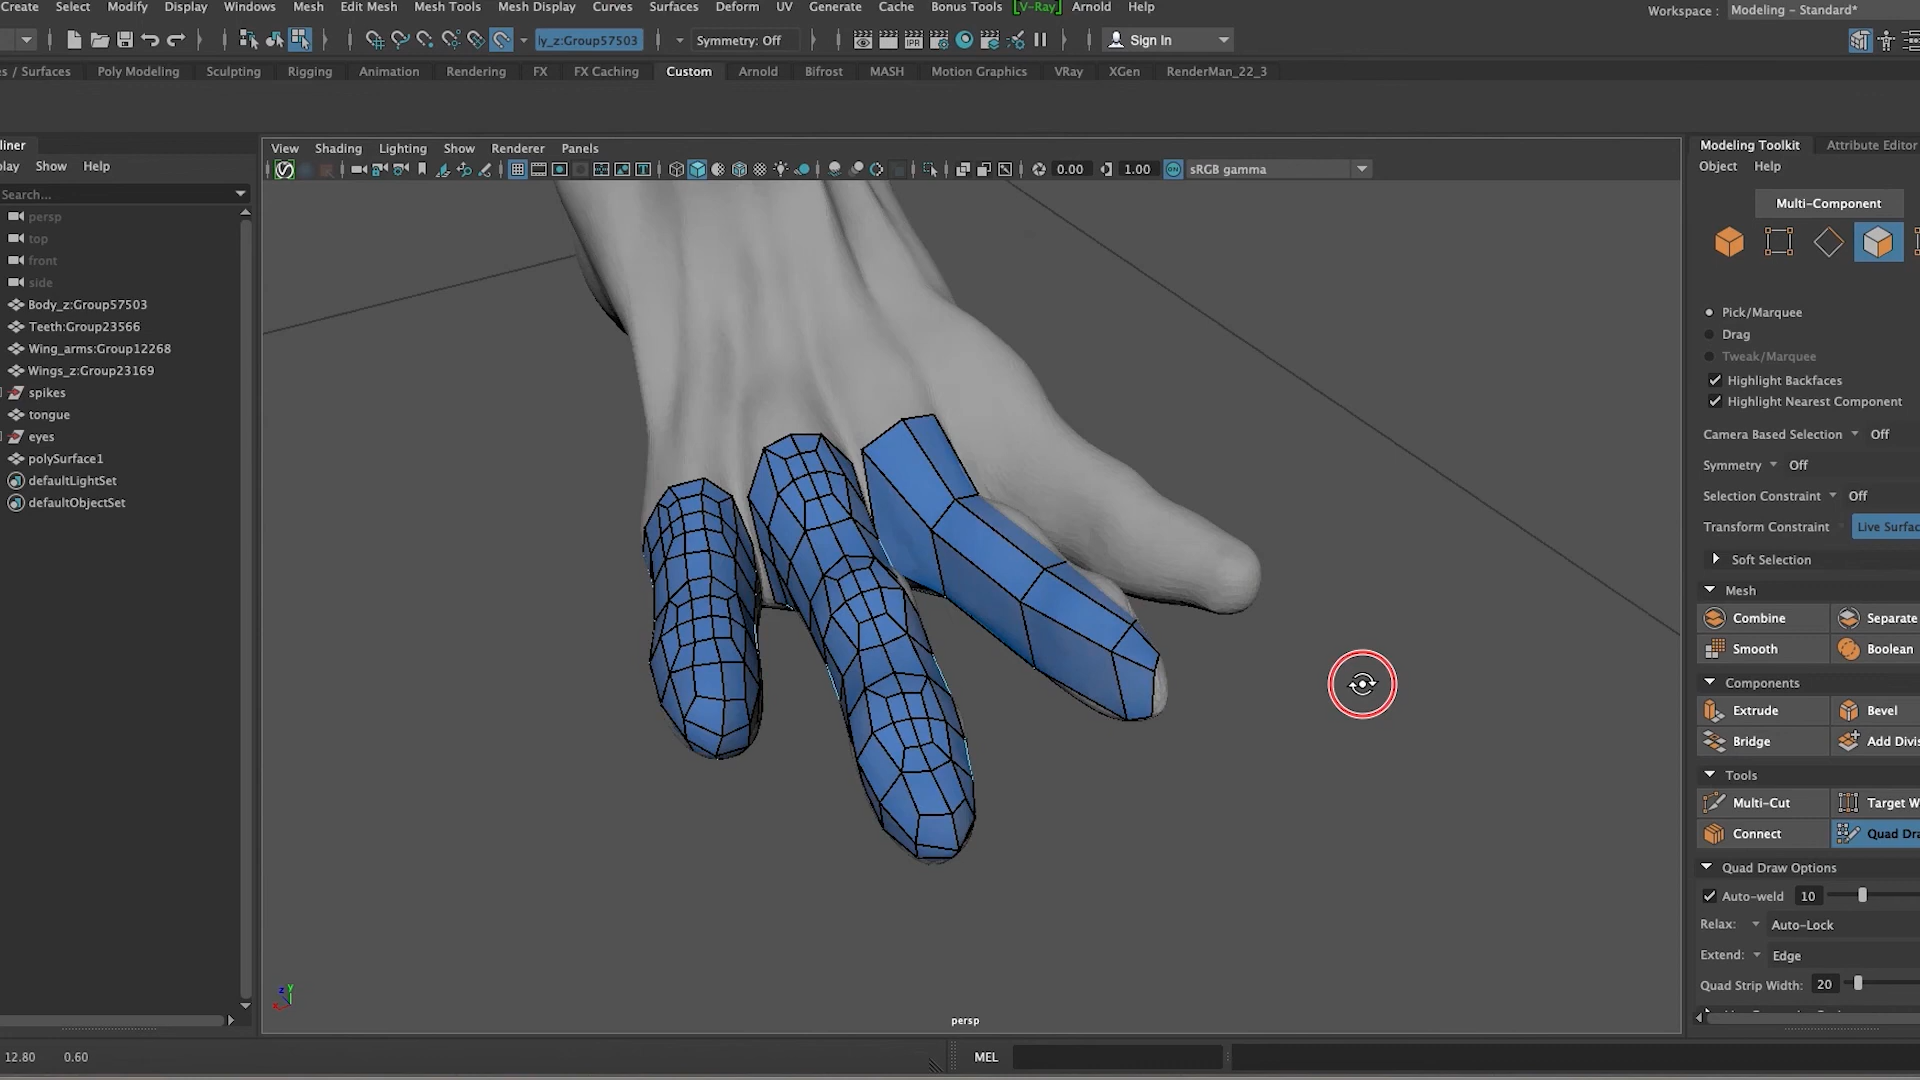 Create Select Modify Display Windows Mesh Edit Mesh Mesh Tools Mesh Display Curves Surfaces Deform UV Generate Cache Bonus Tools [V-Ray] Arnold Help
Workspace : Modeling - Standard*
ly_z:Group57503 Symmetry: Off IPR Sign In
s / Surfaces Poly Modeling Sculpting Rigging Animation Rendering FX FX Caching Custom Arnold Bifrost MASH Motion Graphics VRay XGen RenderMan_22_3
liner
play Show Help
Search...
persp
top
front
side
Body_z:Group57503
Teeth:Group23566
Wing_arms:Group12268
Wings_z:Group23169
spikes
tongue
eyes
polySurface1
defaultLightSet
defaultObjectSet
View Shading Lighting Show Renderer Panels
0.00 1.00 ON sRGB gamma
persp
z y x
Modeling Toolkit Attribute Editor
Object Help
Multi-Component
Pick/Marquee
Drag
Tweak/Marquee
Highlight Backfaces
Highlight Nearest Component
Camera Based Selection Off
Symmetry Off
Selection Constraint Off
Transform Constraint Live Surfac
Soft Selection
Mesh
Combine Separate
Smooth Boolean
Components
Extrude Bevel
Bridge Add Divis
Tools
Multi-Cut Target W
Connect Quad Dra
Quad Draw Options
Auto-weld 10
Relax: Auto-Lock
Extend: Edge
Quad Strip Width: 20
12.80 0.60 MEL